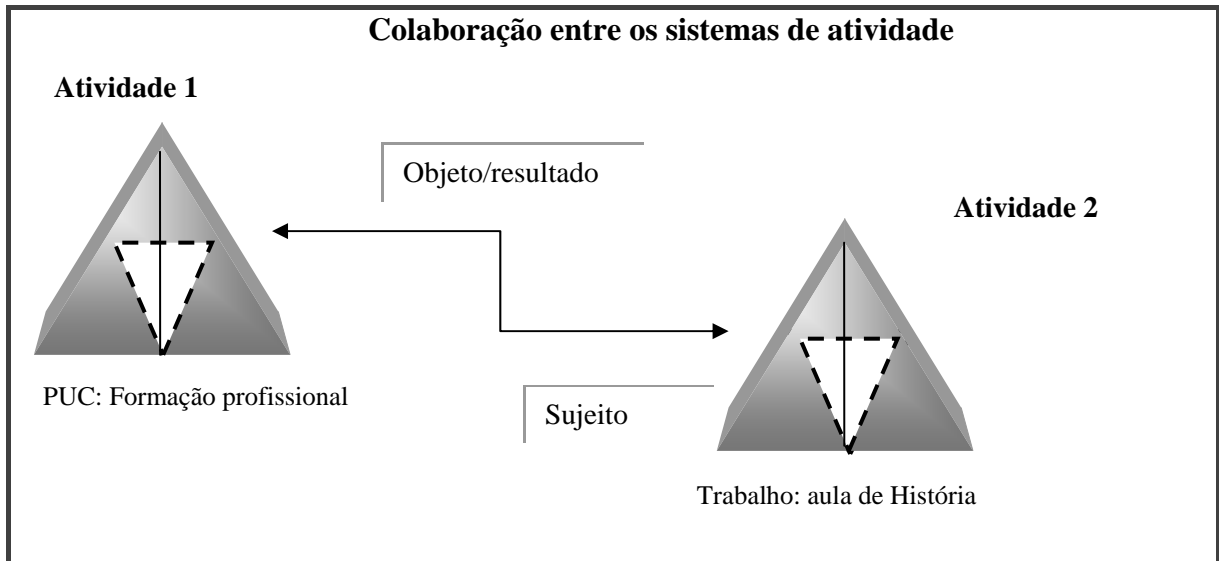 Colaboração entre os sistemas de atividade
Atividade 1
Objeto/resultado
Atividade 2
PUC: Formação profissional
Sujeito
Trabalho: aula de História